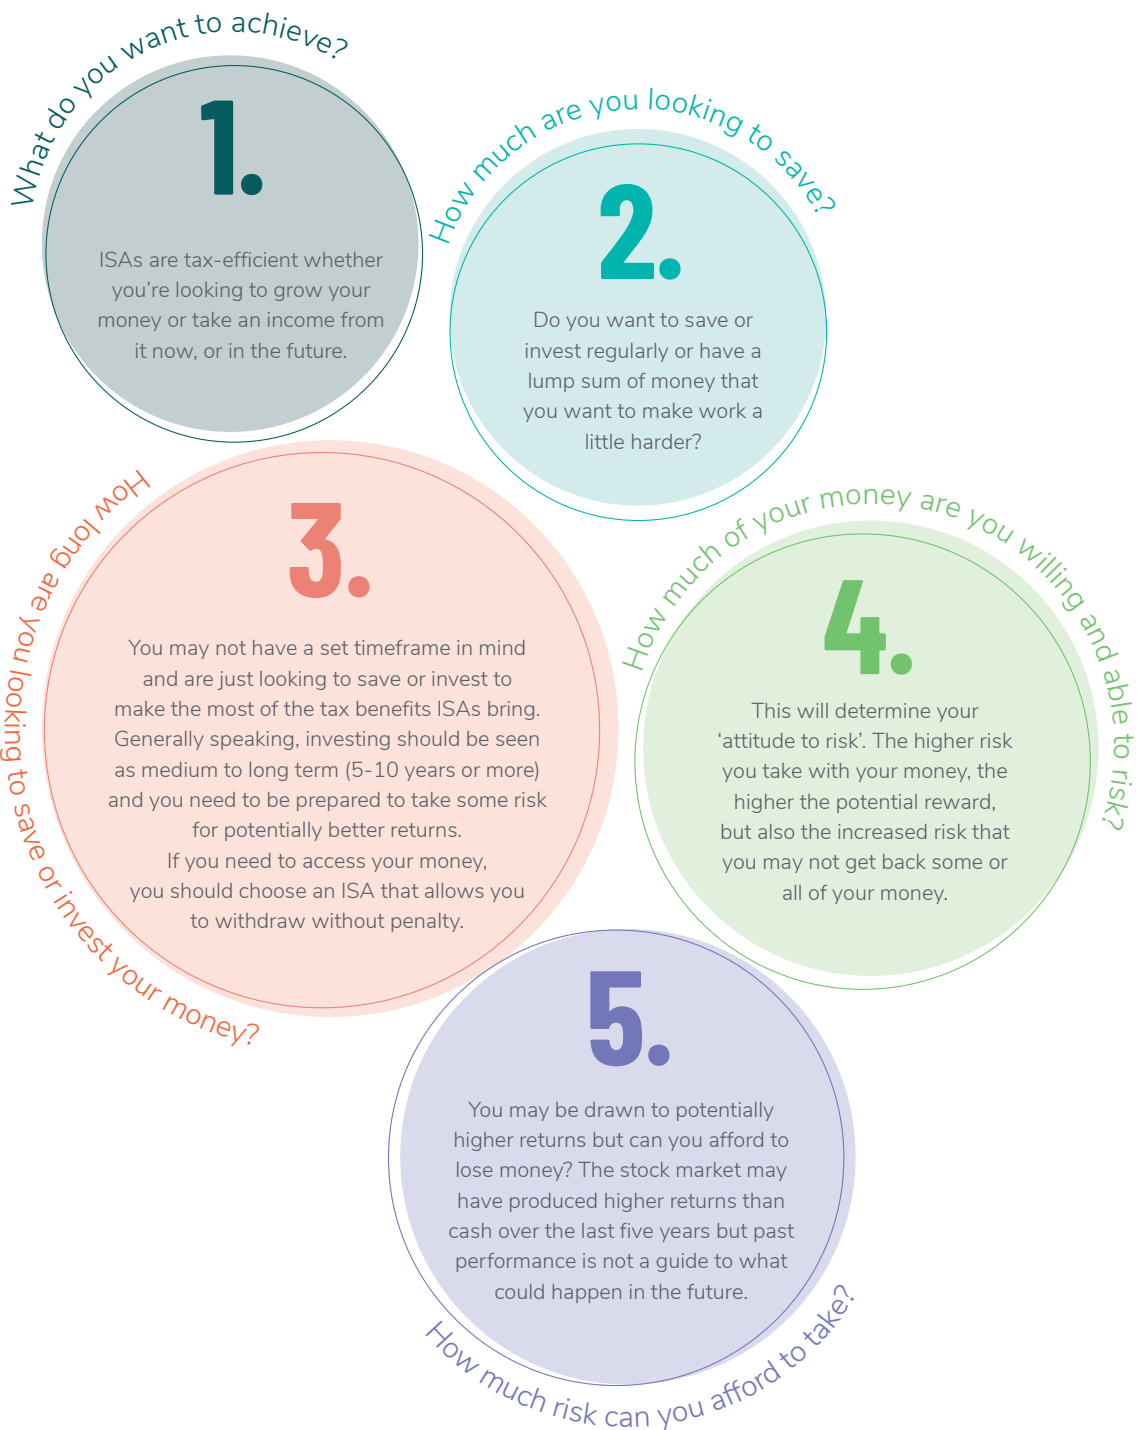 What do you want to achieve?
1.
ISAs are tax-efficient whether
you’re looking to grow your
money or take an income from
it now, or in the future.
How much are you looking to save?
2.
Do you want to save or
invest regularly or have a
lump sum of money that
you want to make work a
little harder?
How long are you looking to save or invest your money?
3.
You may not have a set timeframe in mind
and are just looking to save or invest to
make the most of the tax benefits ISAs bring.
Generally speaking, investing should be seen
as medium to long term (5-10 years or more)
and you need to be prepared to take some risk
for potentially better returns.
If you need to access your money,
you should choose an ISA that allows you
to withdraw without penalty.
How much of your money are you willing and able to risk?
4.
This will determine your
‘attitude to risk’. The higher risk
you take with your money, the
higher the potential reward,
but also the increased risk that
you may not get back some or
all of your money.
5.
You may be drawn to potentially
higher returns but can you afford to
lose money? The stock market may
have produced higher returns than
cash over the last five years but past
performance is not a guide to what
could happen in the future.
How much risk can you afford to take?